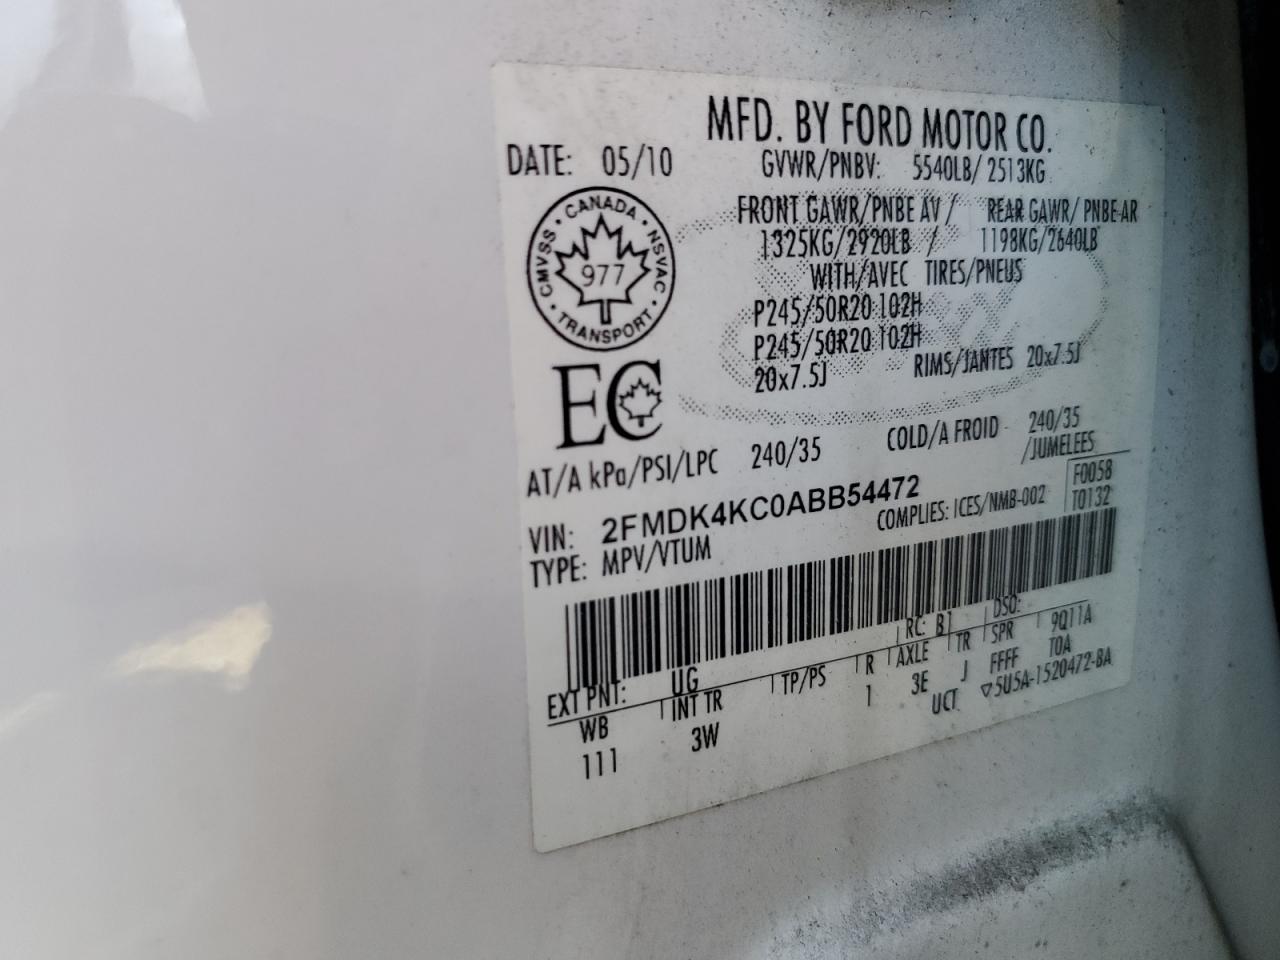 MFD. BY FORD MOTOR CO.
DATE: 05/10 GVWR/PNBV: 5540LB/ 2513KG
FRONT GAWR/PNBE AV / REAR GAWR/ PNBE-AR
1325KG/2920LB / 1198KG/2640LB
WITH/AVEC TIRES/PNEUS
P245/50R20 102H
P245/50R20 102H
20x7.5J RIMS/JANTES 20x7.5J
CANADA
CMVSS NSVAC
977
TRANSPORT
EC
AT/A kPa/PSI/LPC 240/35 COLD/A FROID 240/35
/JUMELEES
VIN: 2FMDK4KC0ABB54472 F0058
TYPE: MPV/VTUM COMPLIES: ICES/NMB-002 T0132
EXT PNT: UG RC: B1 DSO:
WB INT TR TP/PS R AXLE TR SPR 9Q11A
111 3W 1 3E J FFFF TOA
UCT ▽5U5A-1520472-BA